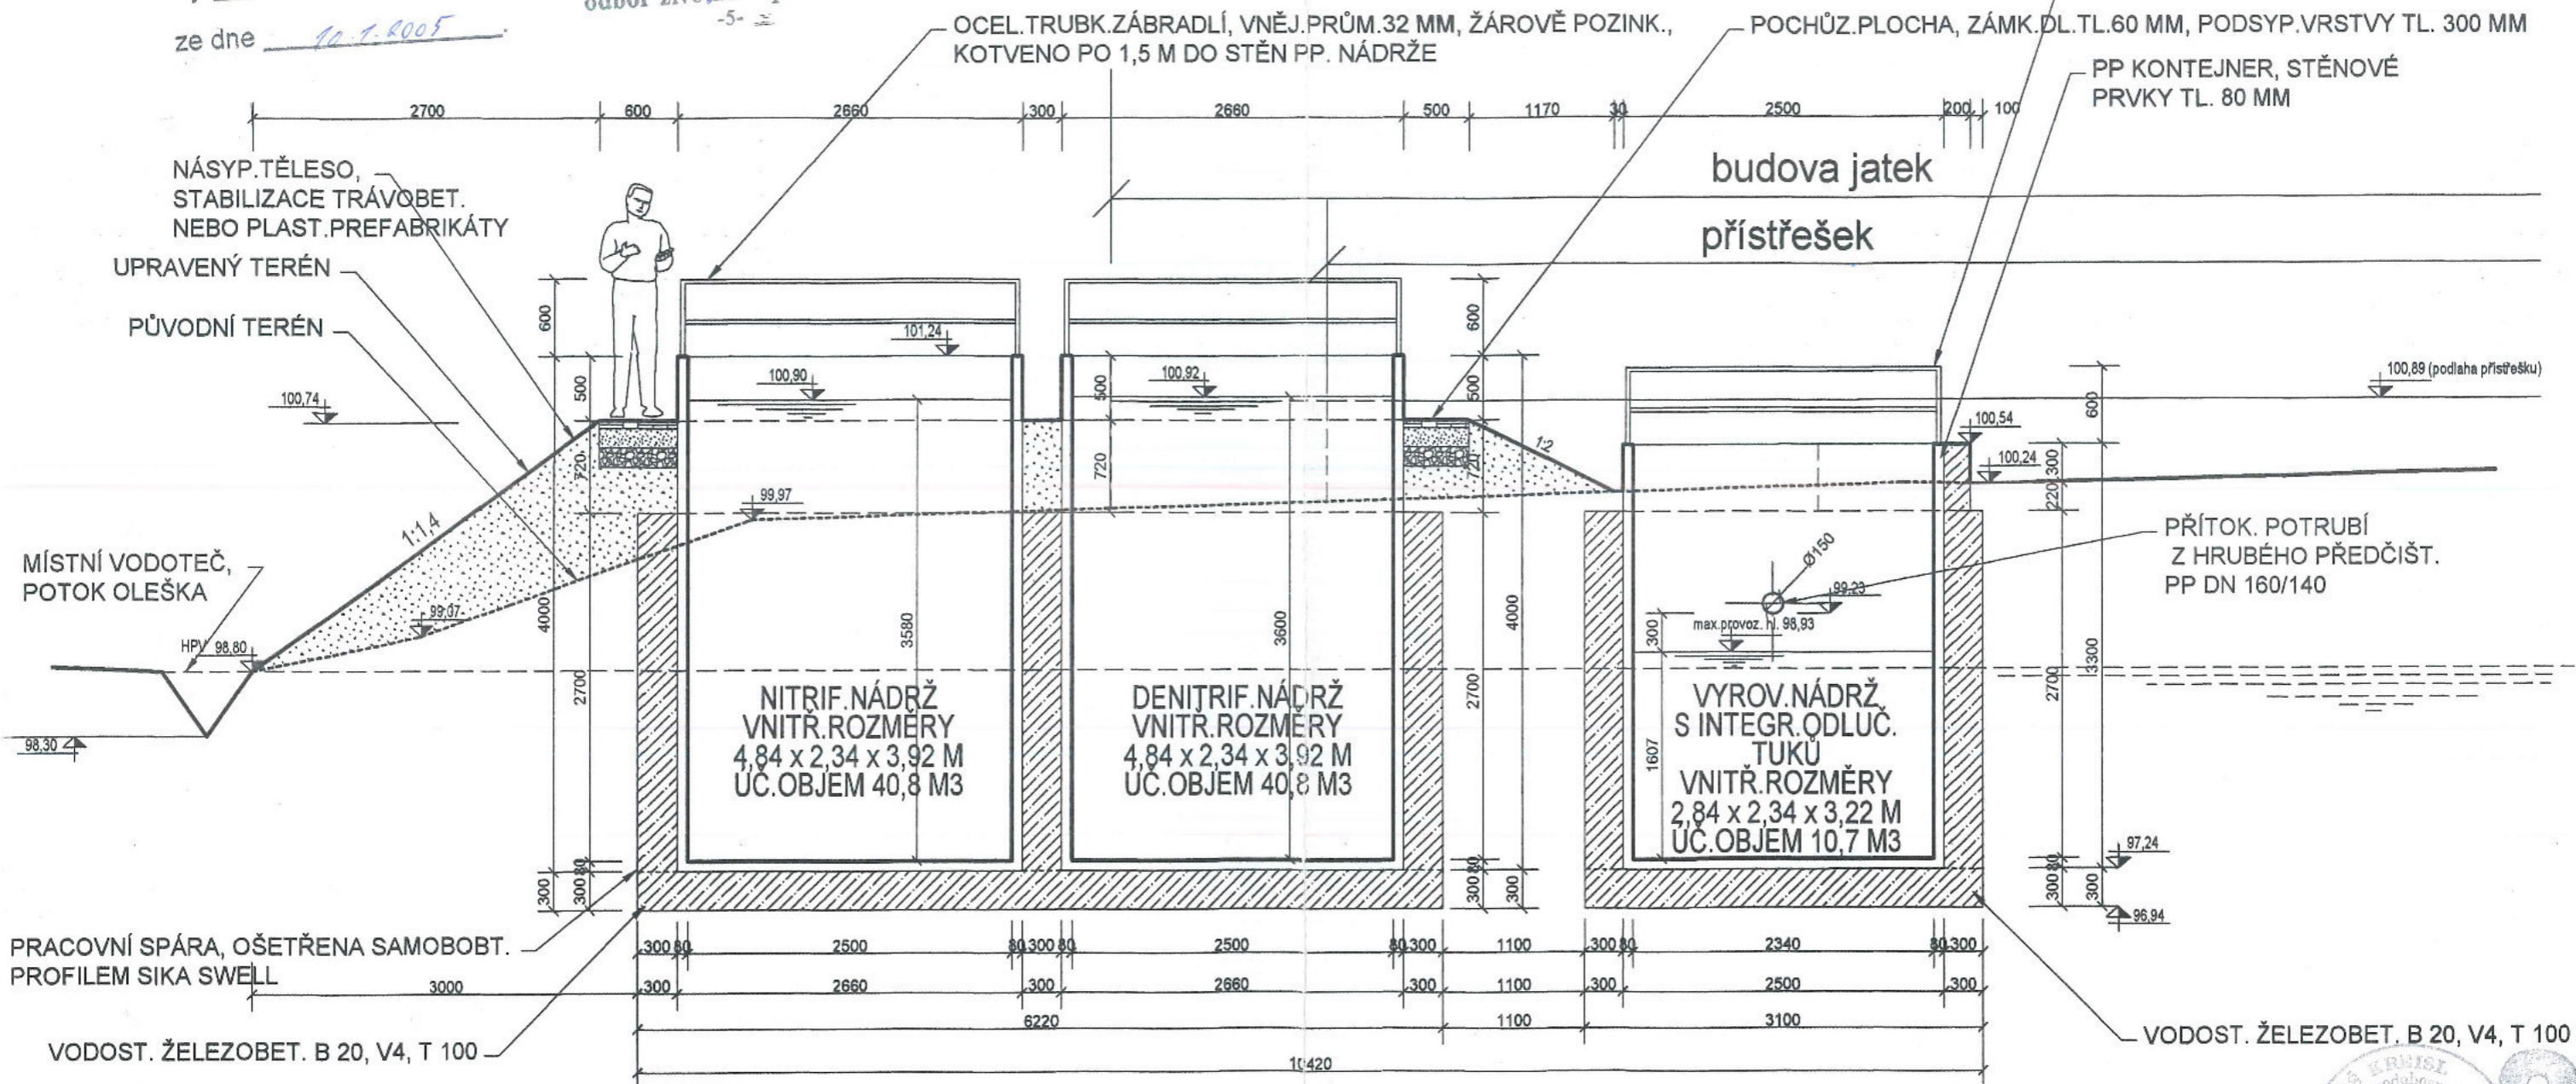 ze dne 10.1.2005
-5-
OCEL.TRUBK.ZÁBRADLÍ, VNĚJ.PRŮM.32 MM, ŽÁROVĚ POZINK.,
KOTVENO PO 1,5 M DO STĚN PP. NÁDRŽE
POCHŮZ.PLOCHA, ZÁMK.DL.TL.60 MM, PODSYP.VRSTVY TL. 300 MM
PP KONTEJNER, STĚNOVÉ
PRVKY TL. 80 MM
2700 600 2660 300 2660 500 1170 30 2500 200 100
NÁSYP.TĚLESO,
STABILIZACE TRÁVOBET.
NEBO PLAST.PREFABRIKÁTY
budova jatek
přístřešek
UPRAVENÝ TERÉN
PŮVODNÍ TERÉN
600
600
101,24
100,74
500
100,90
100,92
500
500
100,89 (podlaha přístřešku)
600
100,54
100,24
720
720
720
1:2
300
220
99,97
1:1,4
MÍSTNÍ VODOTEČ,
POTOK OLEŠKA
99,07
HPV 98,80
98,30
4000
2700
3580
3600
2700
4000
Ø150
99,23
300
max.provoz. hl. 98,93
1607
2700
3300
PŘÍTOK. POTRUBÍ
Z HRUBÉHO PŘEDČIŠT.
PP DN 160/140
NITRIF.NÁDRŽ
VNITŘ.ROZMĚRY
4,84 x 2,34 x 3,92 M
ÚČ.OBJEM 40,8 M3
DENITRIF.NÁDRŽ
VNITŘ.ROZMĚRY
4,84 x 2,34 x 3,92 M
ÚČ.OBJEM 40,8 M3
VYROV.NÁDRŽ
S INTEGR.ODLUČ.
TUKŮ
VNITŘ.ROZMĚRY
2,84 x 2,34 x 3,22 M
ÚČ.OBJEM 10,7 M3
97,24
96,94
300 300 80
300 80 300
300 80 300
PRACOVNÍ SPÁRA, OŠETŘENA SAMOBOBT.
PROFILEM SIKA SWELL
300 80 2500 80 300 80 2500 80 300 1100 300 80 2340 80 300
3000 300 2660 300 2660 300 1100 300 2500 300
6220 1100 3100
10420
VODOST. ŽELEZOBET. B 20, V4, T 100
VODOST. ŽELEZOBET. B 20, V4, T 100
KREISL